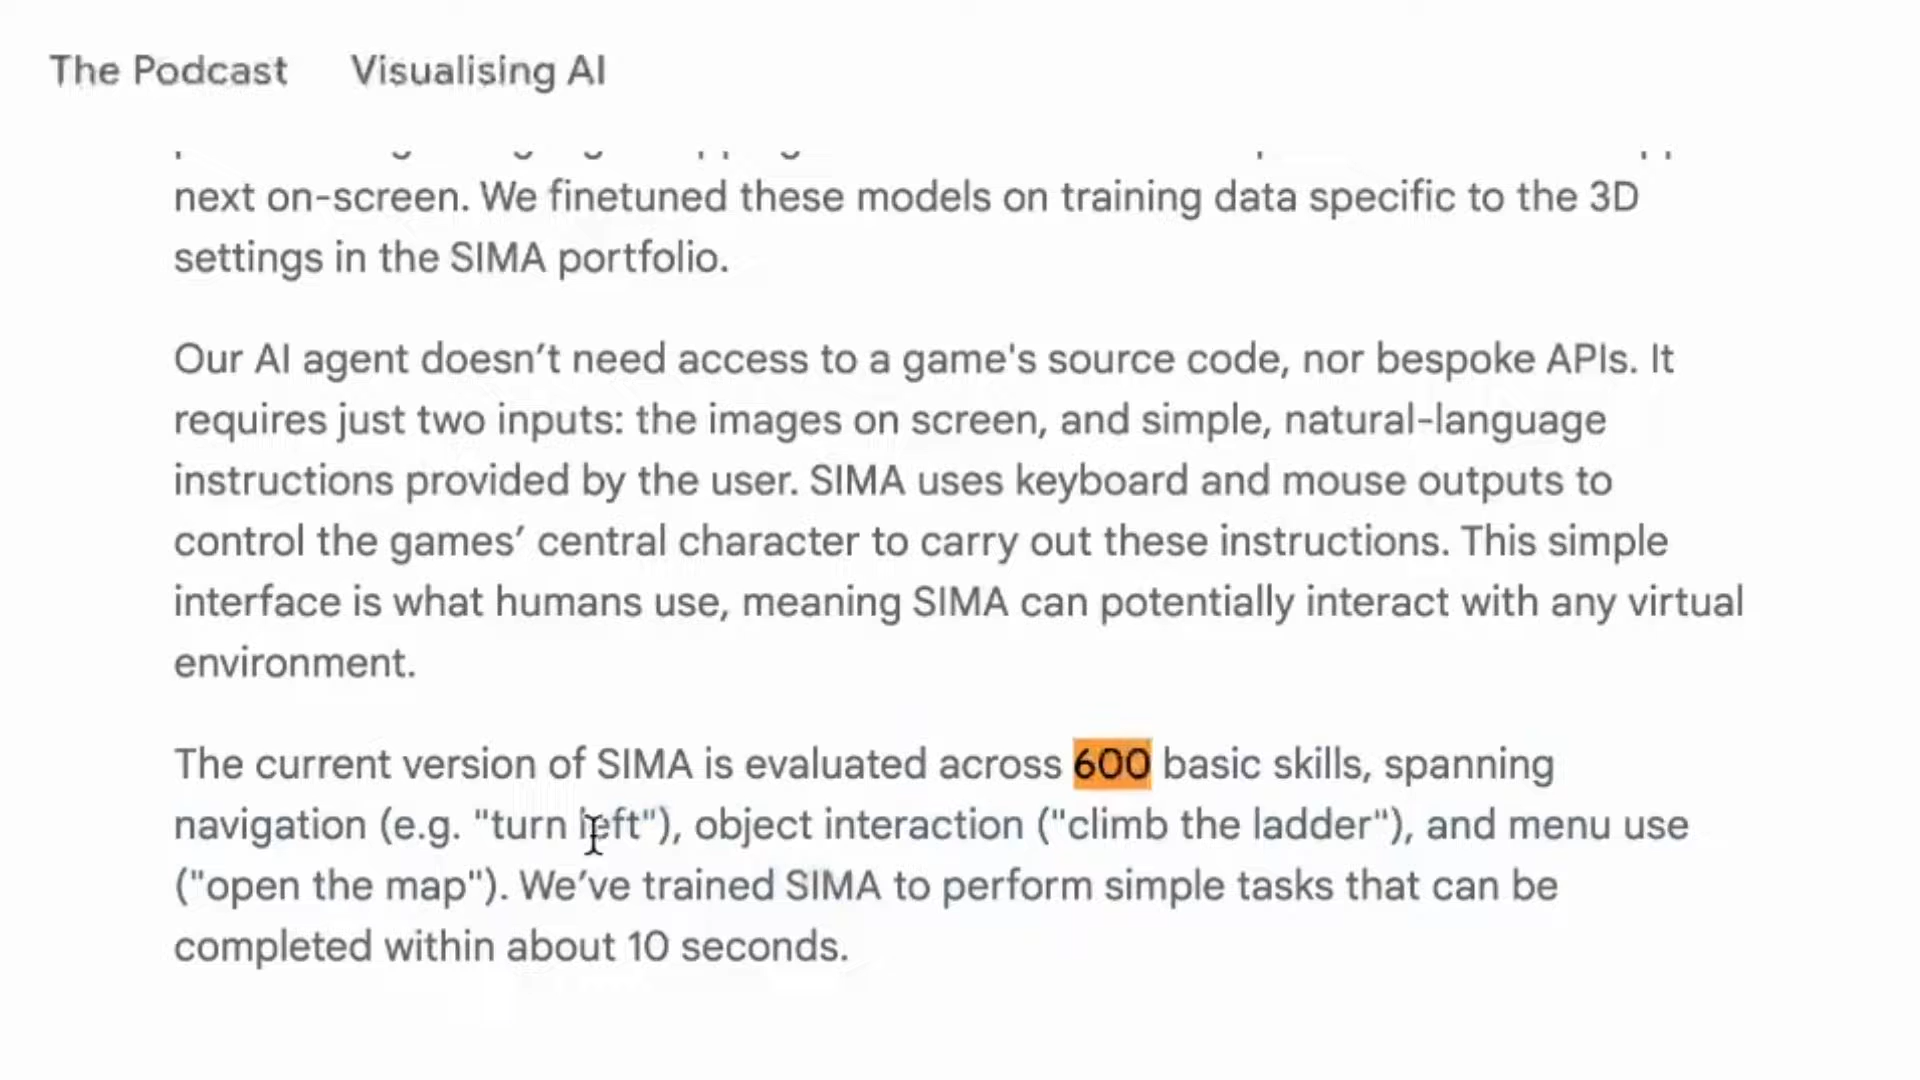 The Podcast Visualising AI
next on-screen. We finetuned these models on training data specific to the 3D
settings in the SIMA portfolio.
Our AI agent doesn’t need access to a game's source code, nor bespoke APIs. It
requires just two inputs: the images on screen, and simple, natural-language
instructions provided by the user. SIMA uses keyboard and mouse outputs to
control the games’ central character to carry out these instructions. This simple
interface is what humans use, meaning SIMA can potentially interact with any virtual
environment.
The current version of SIMA is evaluated across 600 basic skills, spanning
navigation (e.g. "turn left"), object interaction ("climb the ladder"), and menu use
("open the map"). We’ve trained SIMA to perform simple tasks that can be
completed within about 10 seconds.